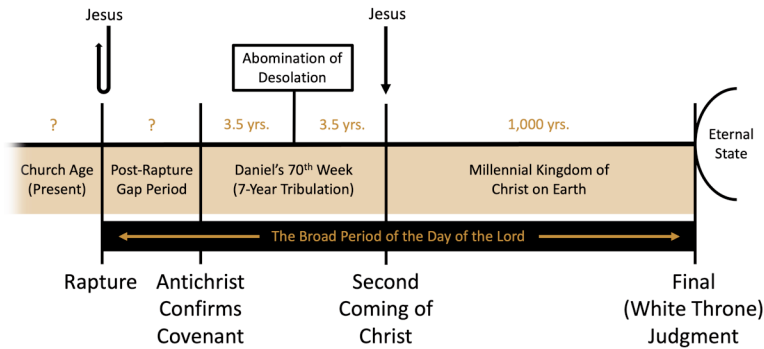 Jesus
Jesus
Abomination of
Desolation
?
?
3.5 yrs.
3.5 yrs.
1,000 yrs.
Eternal
State
Church Age
(Present)
Post-Rapture
Gap Period
Daniel’s 70th Week
(7-Year Tribulation)
Millennial Kingdom of
Christ on Earth
The Broad Period of the Day of the Lord
Rapture
Antichrist
Confirms
Covenant
Second
Coming of
Christ
Final
(White Throne)
Judgment